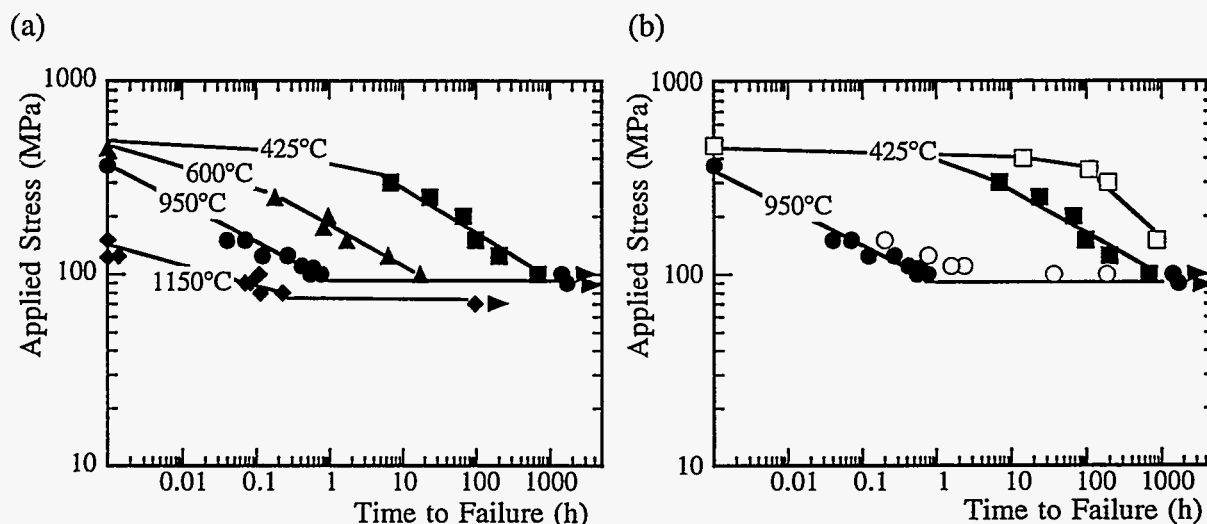 (a)
1000
425°C
600°C
950°C
1150°C
100
10
0.01 0.1 1 10 100 1000
Applied Stress (MPa)
Time to Failure (h)
(b)
1000
425°C
950°C
100
10
0.01 0.1 1 10 100 1000
Applied Stress (MPa)
Time to Failure (h)